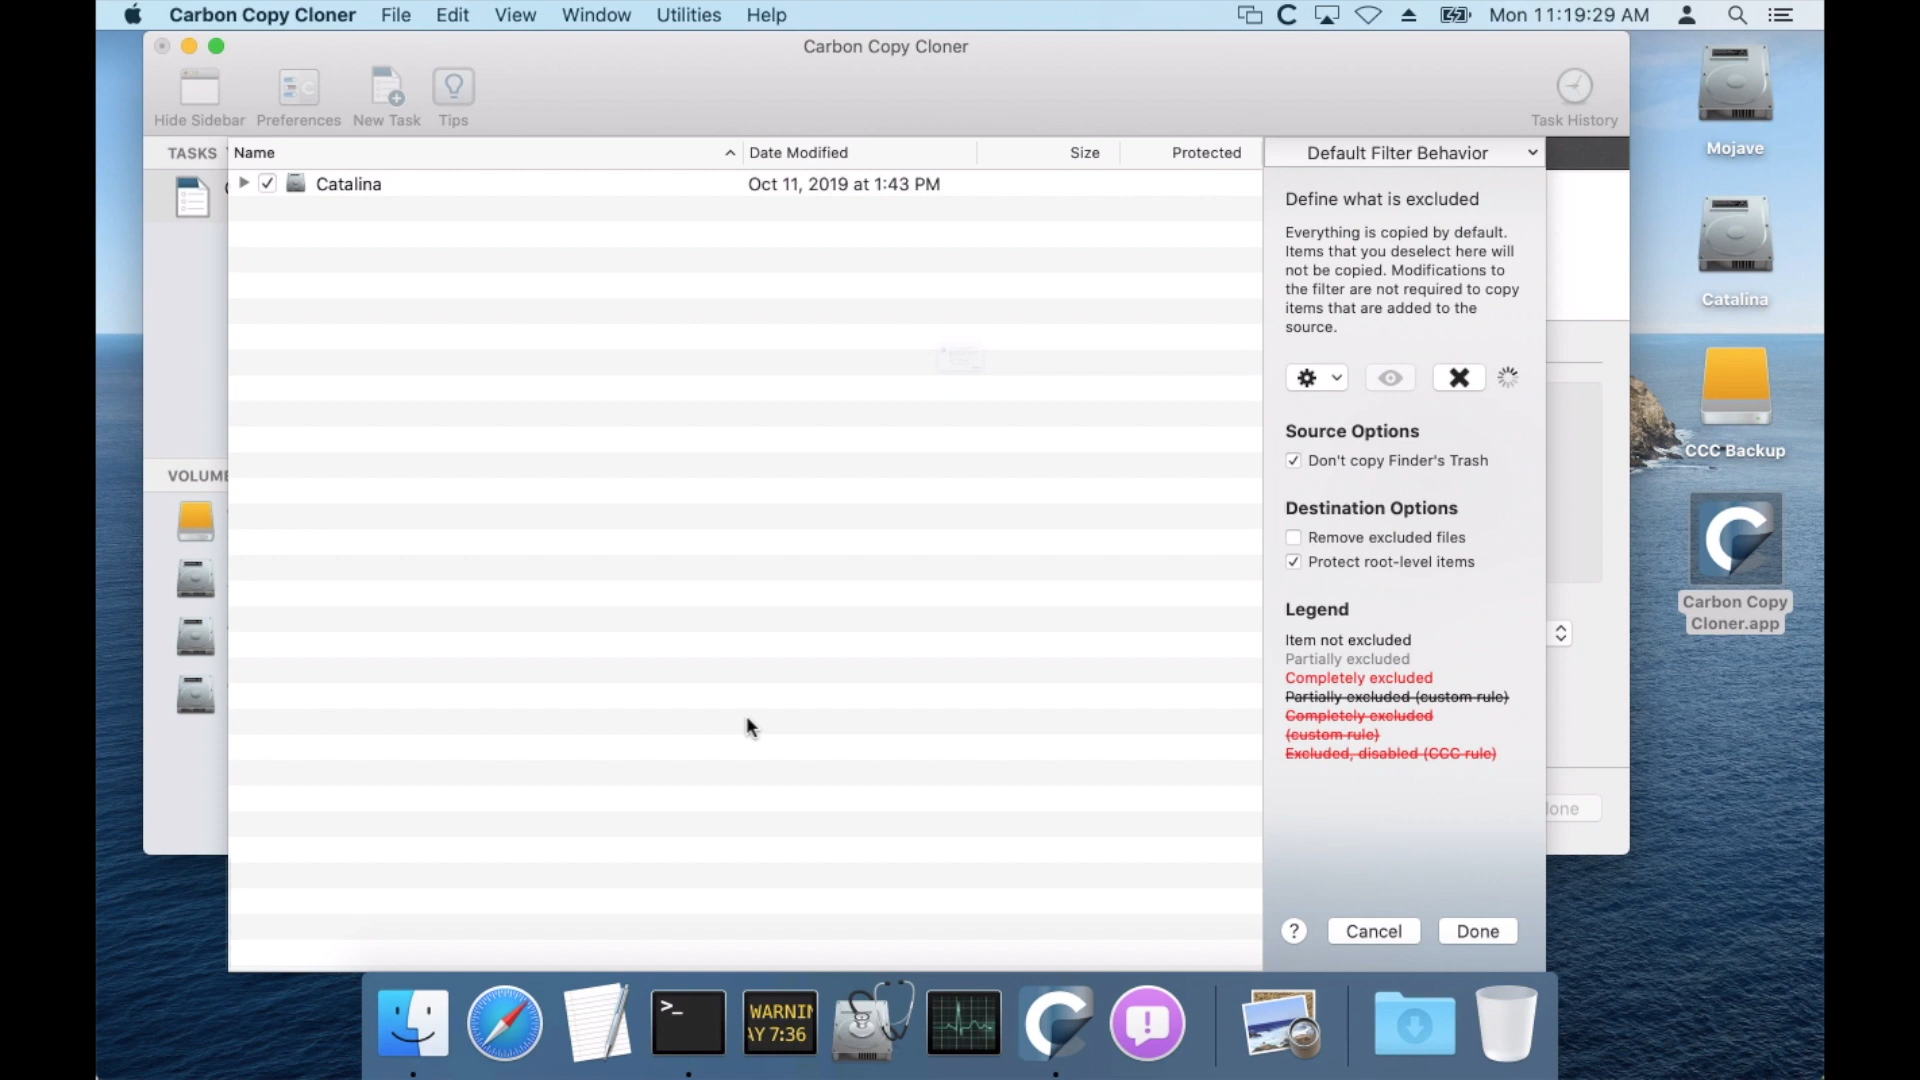 Carbon Copy Cloner File Edit View Window Utilities Help Mon 11:19:29 AM
Carbon Copy Cloner
Hide Sidebar Preferences New Task Tips Task History
TASKS
Name Date Modified Size Protected
Catalina Oct 11, 2019 at 1:43 PM
VOLUM
Default Filter Behavior
Define what is excluded
Everything is copied by default.
Items that you deselect here will
not be copied. Modifications to
the filter are not required to copy
items that are added to the
source.
Source Options
Don't copy Finder's Trash
Destination Options
Remove excluded files
Protect root-level items
Legend
Item not excluded
Partially excluded
Completely excluded
Partially excluded (custom rule)
Completely excluded
(custom rule)
Excluded, disabled (CCC rule)
? Cancel Done
lone
Mojave
Catalina
CCC Backup
Carbon Copy
Cloner.app
>_
WARNIN
AY 7:36